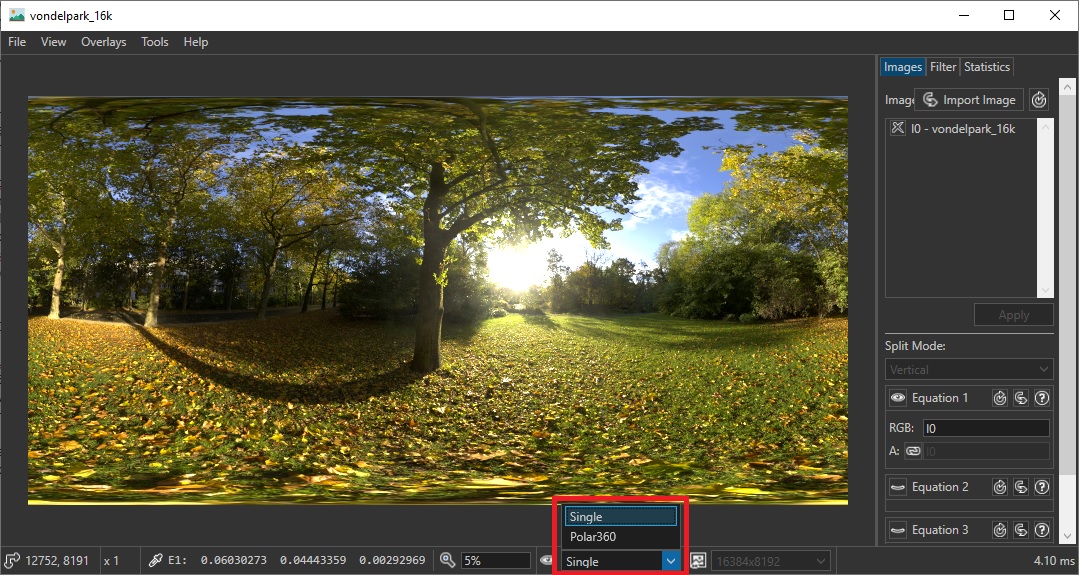 vondelpark_16k
File View Overlays Tools Help
Images Filter Statistics
Imag Import Image
I0 - vondelpark_16k
Apply
Split Mode:
Vertical
Equation 1
RGB: I0
A: I0
Equation 2
Equation 3
Single
Polar360
12752, 8191 x 1 E1: 0.06030273 0.04443359 0.00292969 5% Single 16384x8192 4.10 ms